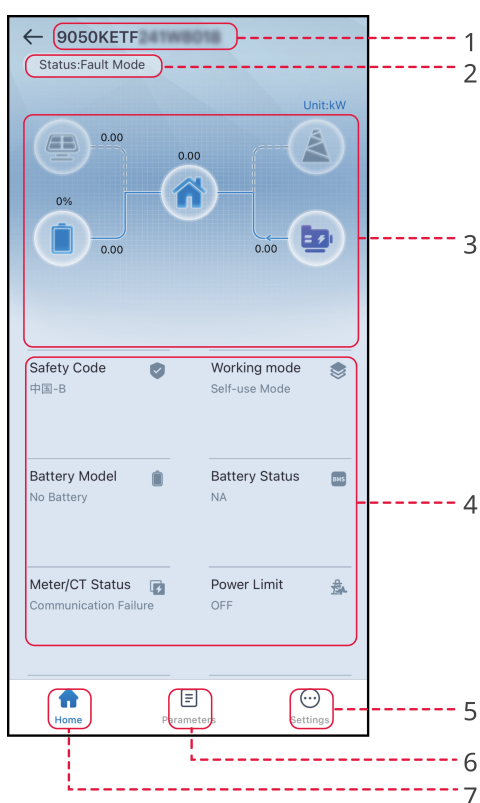 9050KETF
1
Status:Fault Mode
2
Unit:kW
0.00
0.00
0%
0.00
0.00
3
Safety Code
Working mode
中国-B
Self-use Mode
Battery Model
Battery Status
BMS
No Battery
NA
4
Meter/CT Status
Power Limit
Communication Failure
OFF
Home
Parameters
Settings
5
6
7